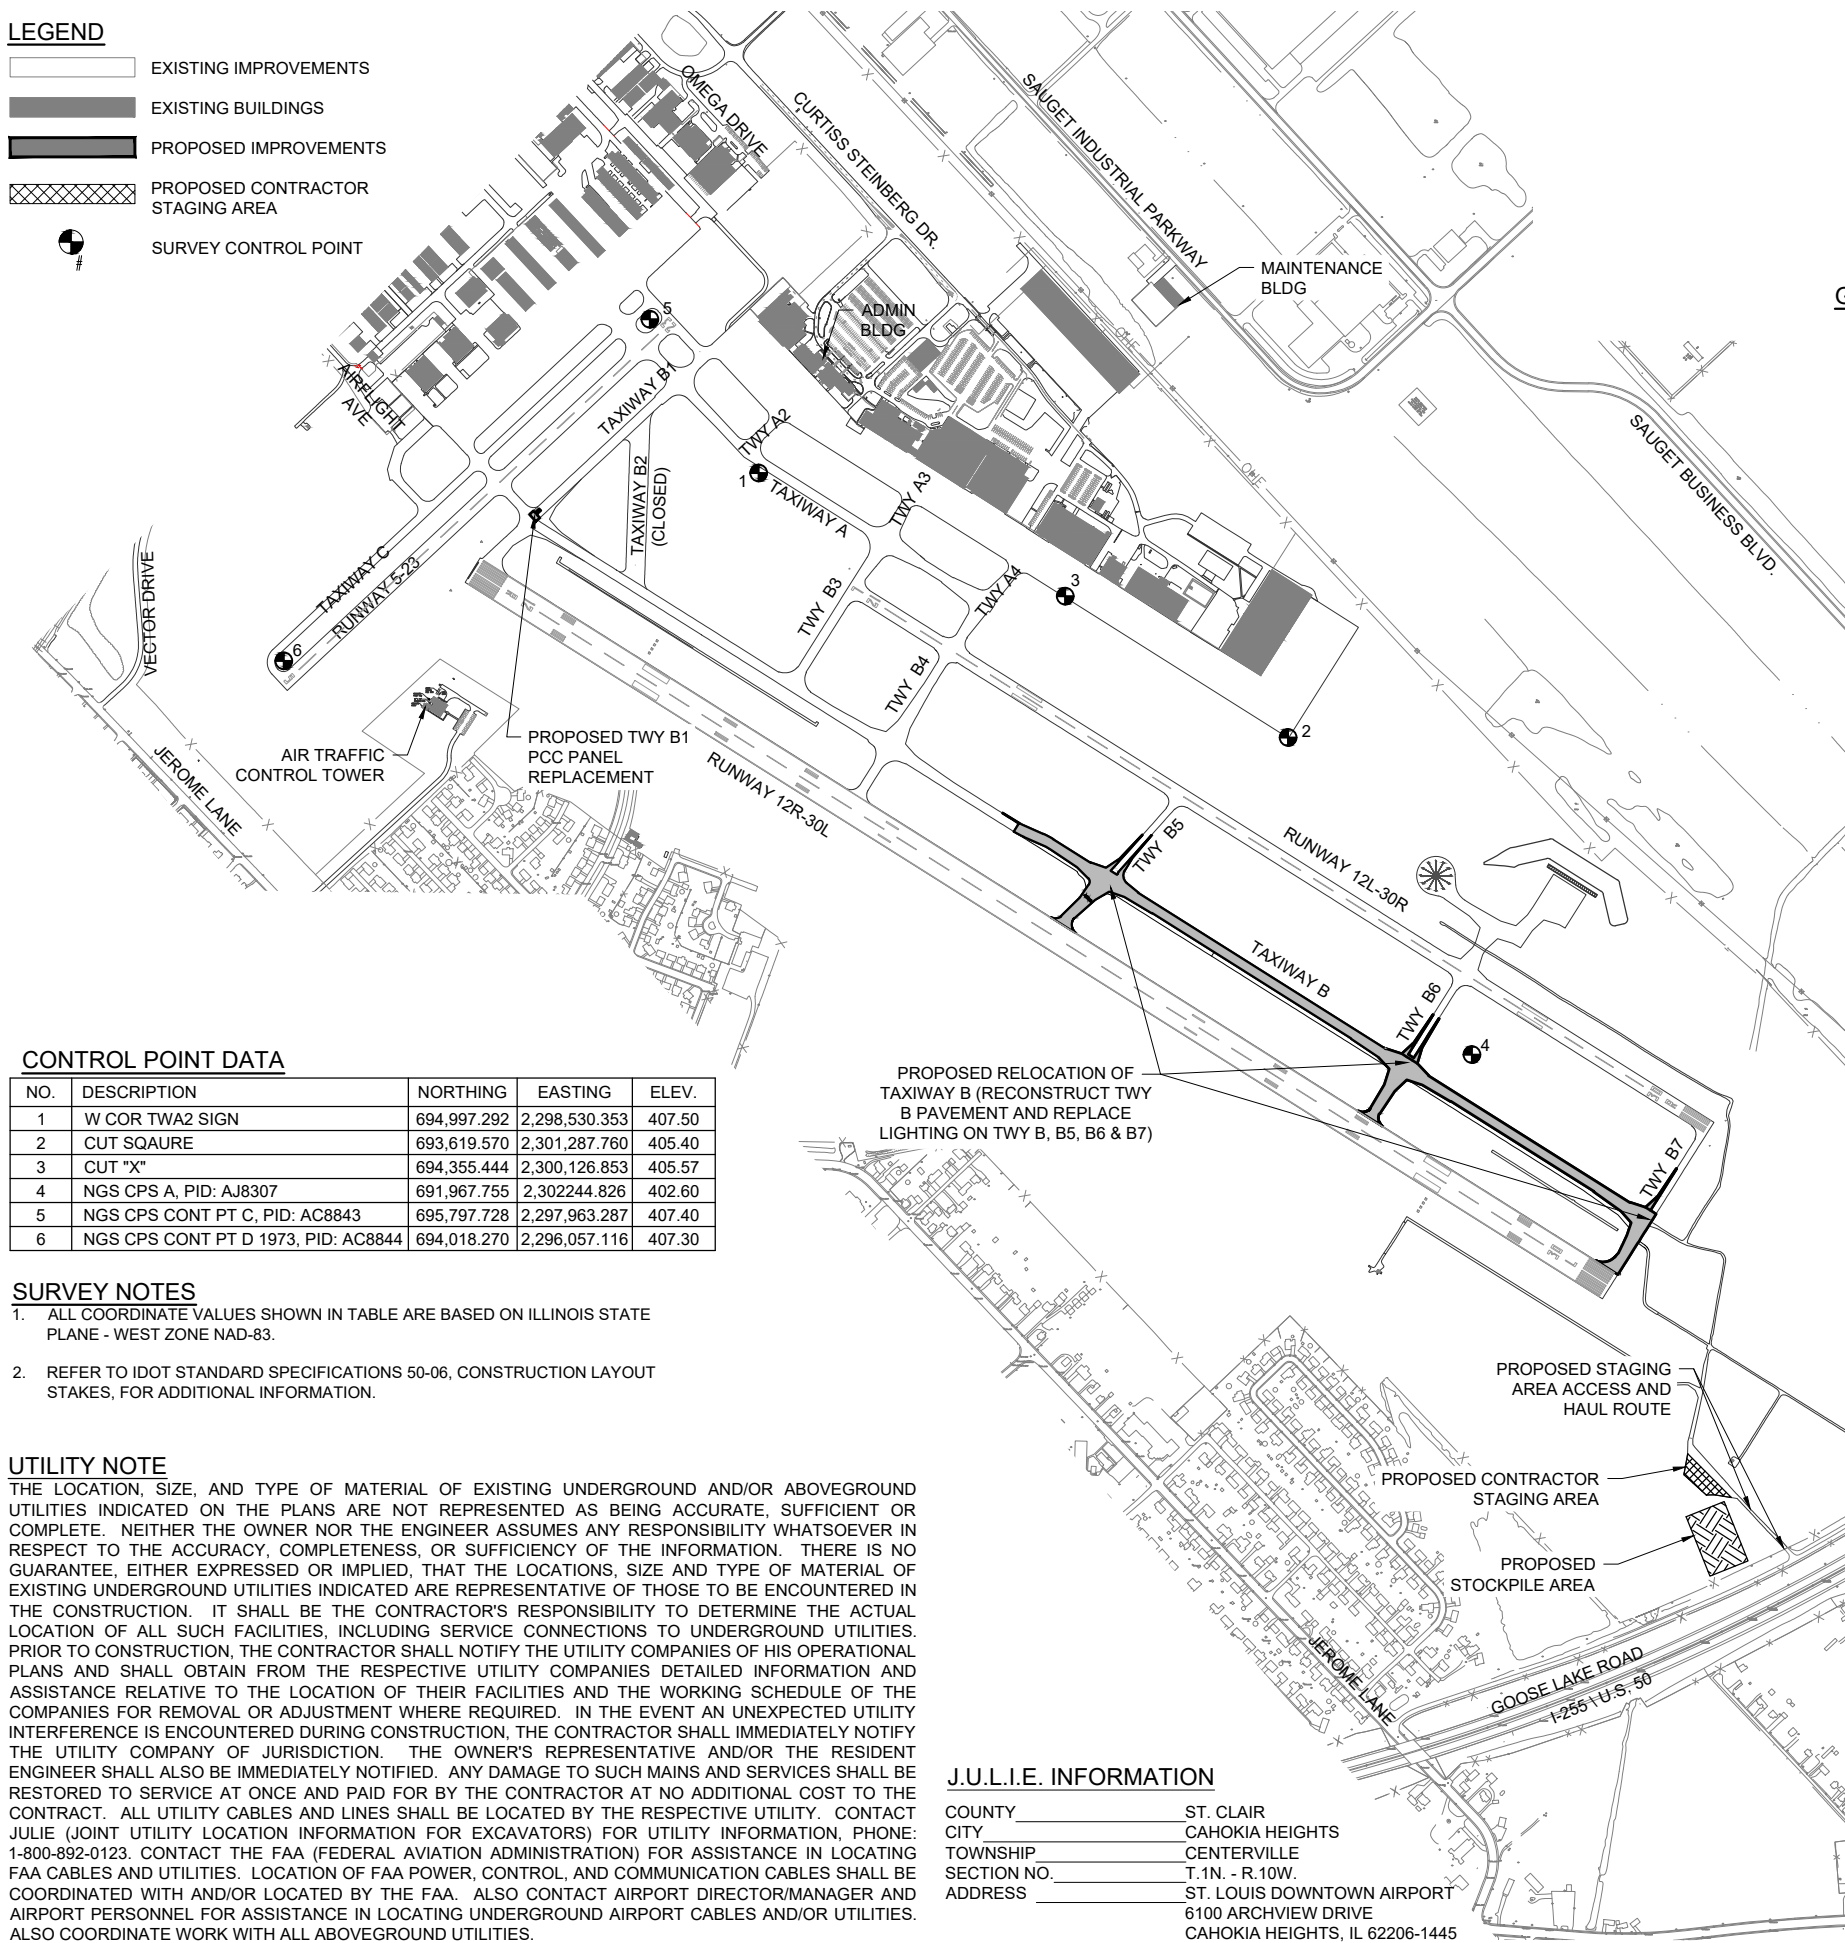 LEGEND
EXISTING IMPROVEMENTS
EXISTING BUILDINGS
PROPOSED IMPROVEMENTS
PROPOSED CONTRACTOR
STAGING AREA
#
SURVEY CONTROL POINT
OMEGA DRIVE
CURTISS STEINBERG DR.
SAUGET INDUSTRIAL PARKWAY
MAINTENANCE
BLDG
ADMIN
BLDG
G
5
23
AIRFLIGHT
AVE
TAXIWAY B1
TWY A2
1
TAXIWAY A
TWY A3
TAXIWAY B2
(CLOSED)
OHE
OHE
SAUGET BUSINESS BLVD.
VECTOR DRIVE
TAXIWAY C
RUNWAY 5-23
6
5
TWY B3
TWY A4
3
TWY B4
2
JEROME LANE
AIR TRAFFIC
CONTROL TOWER
PROPOSED TWY B1
PCC PANEL
REPLACEMENT
RUNWAY 12R-30L
TWY B5
RUNWAY 12L-30R
TAXIWAY B
TWY B6
4
TWY B7
PROPOSED RELOCATION OF
TAXIWAY B (RECONSTRUCT TWY
B PAVEMENT AND REPLACE
LIGHTING ON TWY B, B5, B6 & B7)
CONTROL POINT DATA
NO. DESCRIPTION NORTHING EASTING ELEV.
1 W COR TWA2 SIGN 694,997.292 2,298,530.353 407.50
2 CUT SQAURE 693,619.570 2,301,287.760 405.40
3 CUT "X" 694,355.444 2,300,126.853 405.57
4 NGS CPS A, PID: AJ8307 691,967.755 2,302244.826 402.60
5 NGS CPS CONT PT C, PID: AC8843 695,797.728 2,297,963.287 407.40
6 NGS CPS CONT PT D 1973, PID: AC8844 694,018.270 2,296,057.116 407.30
SURVEY NOTES
1. ALL COORDINATE VALUES SHOWN IN TABLE ARE BASED ON ILLINOIS STATE
PLANE - WEST ZONE NAD-83.
2. REFER TO IDOT STANDARD SPECIFICATIONS 50-06, CONSTRUCTION LAYOUT
STAKES, FOR ADDITIONAL INFORMATION.
PROPOSED STAGING
AREA ACCESS AND
HAUL ROUTE
PROPOSED CONTRACTOR
STAGING AREA
PROPOSED
STOCKPILE AREA
JEROME LANE
GOOSE LAKE ROAD
I-255 \ U.S. 50
UTILITY NOTE
THE LOCATION, SIZE, AND TYPE OF MATERIAL OF EXISTING UNDERGROUND AND/OR ABOVEGROUND
UTILITIES INDICATED ON THE PLANS ARE NOT REPRESENTED AS BEING ACCURATE, SUFFICIENT OR
COMPLETE. NEITHER THE OWNER NOR THE ENGINEER ASSUMES ANY RESPONSIBILITY WHATSOEVER IN
RESPECT TO THE ACCURACY, COMPLETENESS, OR SUFFICIENCY OF THE INFORMATION. THERE IS NO
GUARANTEE, EITHER EXPRESSED OR IMPLIED, THAT THE LOCATIONS, SIZE AND TYPE OF MATERIAL OF
EXISTING UNDERGROUND UTILITIES INDICATED ARE REPRESENTATIVE OF THOSE TO BE ENCOUNTERED IN
THE CONSTRUCTION. IT SHALL BE THE CONTRACTOR'S RESPONSIBILITY TO DETERMINE THE ACTUAL
LOCATION OF ALL SUCH FACILITIES, INCLUDING SERVICE CONNECTIONS TO UNDERGROUND UTILITIES.
PRIOR TO CONSTRUCTION, THE CONTRACTOR SHALL NOTIFY THE UTILITY COMPANIES OF HIS OPERATIONAL
PLANS AND SHALL OBTAIN FROM THE RESPECTIVE UTILITY COMPANIES DETAILED INFORMATION AND
ASSISTANCE RELATIVE TO THE LOCATION OF THEIR FACILITIES AND THE WORKING SCHEDULE OF THE
COMPANIES FOR REMOVAL OR ADJUSTMENT WHERE REQUIRED. IN THE EVENT AN UNEXPECTED UTILITY
INTERFERENCE IS ENCOUNTERED DURING CONSTRUCTION, THE CONTRACTOR SHALL IMMEDIATELY NOTIFY
THE UTILITY COMPANY OF JURISDICTION. THE OWNER'S REPRESENTATIVE AND/OR THE RESIDENT
ENGINEER SHALL ALSO BE IMMEDIATELY NOTIFIED. ANY DAMAGE TO SUCH MAINS AND SERVICES SHALL BE
RESTORED TO SERVICE AT ONCE AND PAID FOR BY THE CONTRACTOR AT NO ADDITIONAL COST TO THE
CONTRACT. ALL UTILITY CABLES AND LINES SHALL BE LOCATED BY THE RESPECTIVE UTILITY. CONTACT
JULIE (JOINT UTILITY LOCATION INFORMATION FOR EXCAVATORS) FOR UTILITY INFORMATION, PHONE:
1-800-892-0123. CONTACT THE FAA (FEDERAL AVIATION ADMINISTRATION) FOR ASSISTANCE IN LOCATING
FAA CABLES AND UTILITIES. LOCATION OF FAA POWER, CONTROL, AND COMMUNICATION CABLES SHALL BE
COORDINATED WITH AND/OR LOCATED BY THE FAA. ALSO CONTACT AIRPORT DIRECTOR/MANAGER AND
AIRPORT PERSONNEL FOR ASSISTANCE IN LOCATING UNDERGROUND AIRPORT CABLES AND/OR UTILITIES.
ALSO COORDINATE WORK WITH ALL ABOVEGROUND UTILITIES.
J.U.L.I.E. INFORMATION
COUNTY ST. CLAIR
CITY CAHOKIA HEIGHTS
TOWNSHIP CENTERVILLE
SECTION NO. T.1N. - R.10W.
ADDRESS ST. LOUIS DOWNTOWN AIRPORT
6100 ARCHVIEW DRIVE
CAHOKIA HEIGHTS, IL 62206-1445